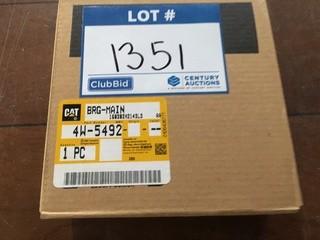 LOT #
1351
ClubBid
CENTURY
AUCTIONS
CAT
BRG-MAIN
4W-5492
1 PC